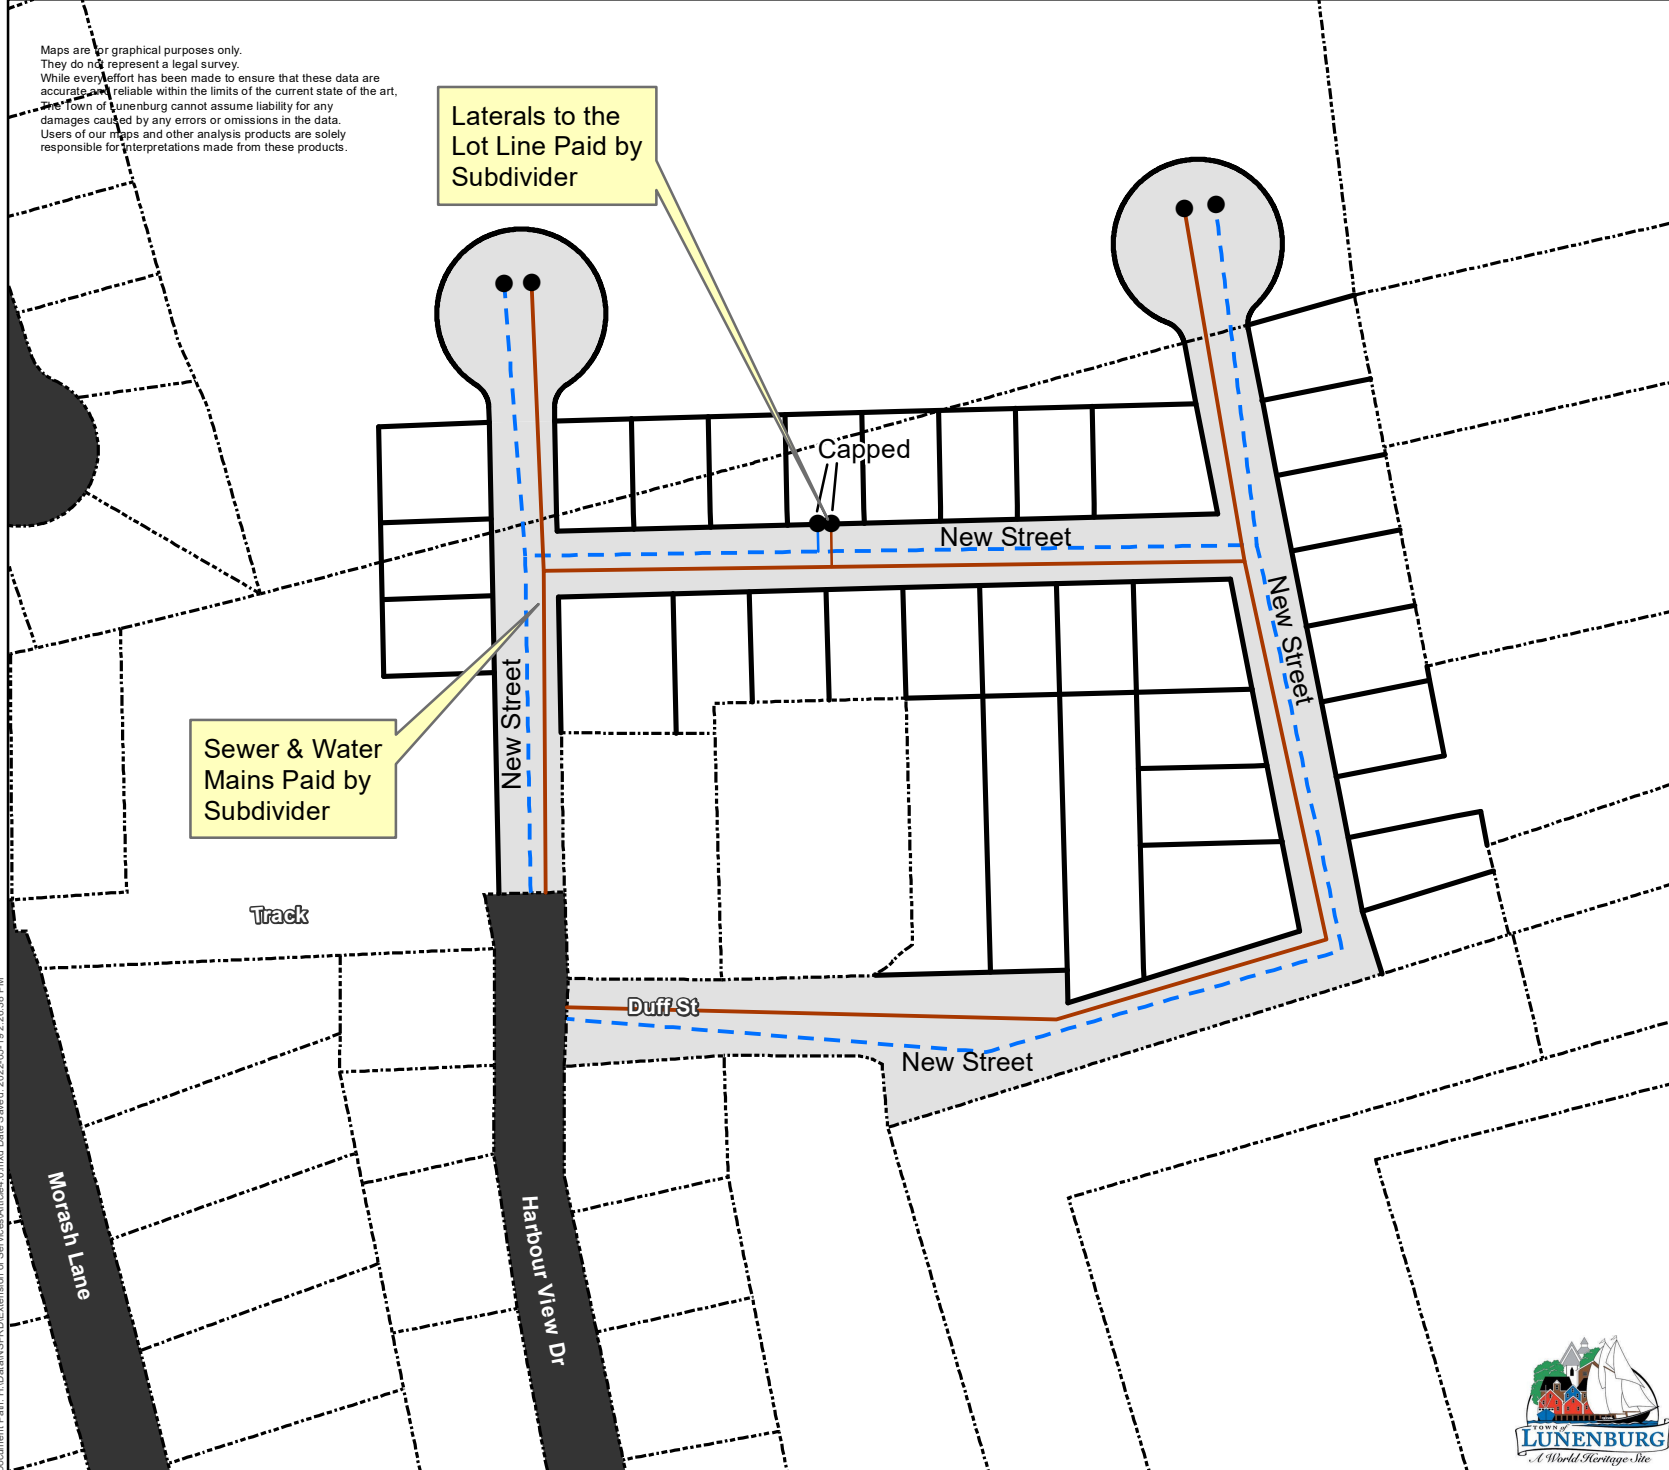 Maps are for graphical purposes only.
They do not represent a legal survey.
While every effort has been made to ensure that these data are
accurate and reliable within the limits of the current state of the art,
The Town of Lunenburg cannot assume liability for any
damages caused by any errors or omissions in the data.
Users of our maps and other analysis products are solely
responsible for interpretations made from these products.
Laterals to the
Lot Line Paid by
Subdivider
Capped
New Street
New Street
New Street
Sewer & Water
Mains Paid by
Subdivider
Track
Duff St
New Street
Morash Lane
Harbour View Dr
TOWN of
LUNENBURG
A World Heritage Site